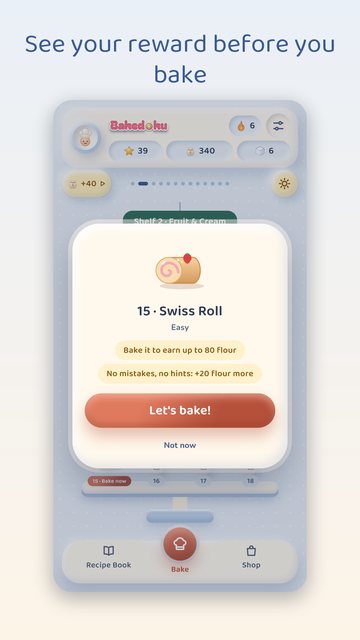 See your reward before you
bake
Bakedoku
6
39
340
6
+40
Shelf 2 · Fruit & Cream
15 · Swiss Roll
Easy
Bake it to earn up to 80 flour
No mistakes, no hints: +20 flour more
Let's bake!
Not now
15 · Bake now
16
17
18
Recipe Book
Bake
Shop